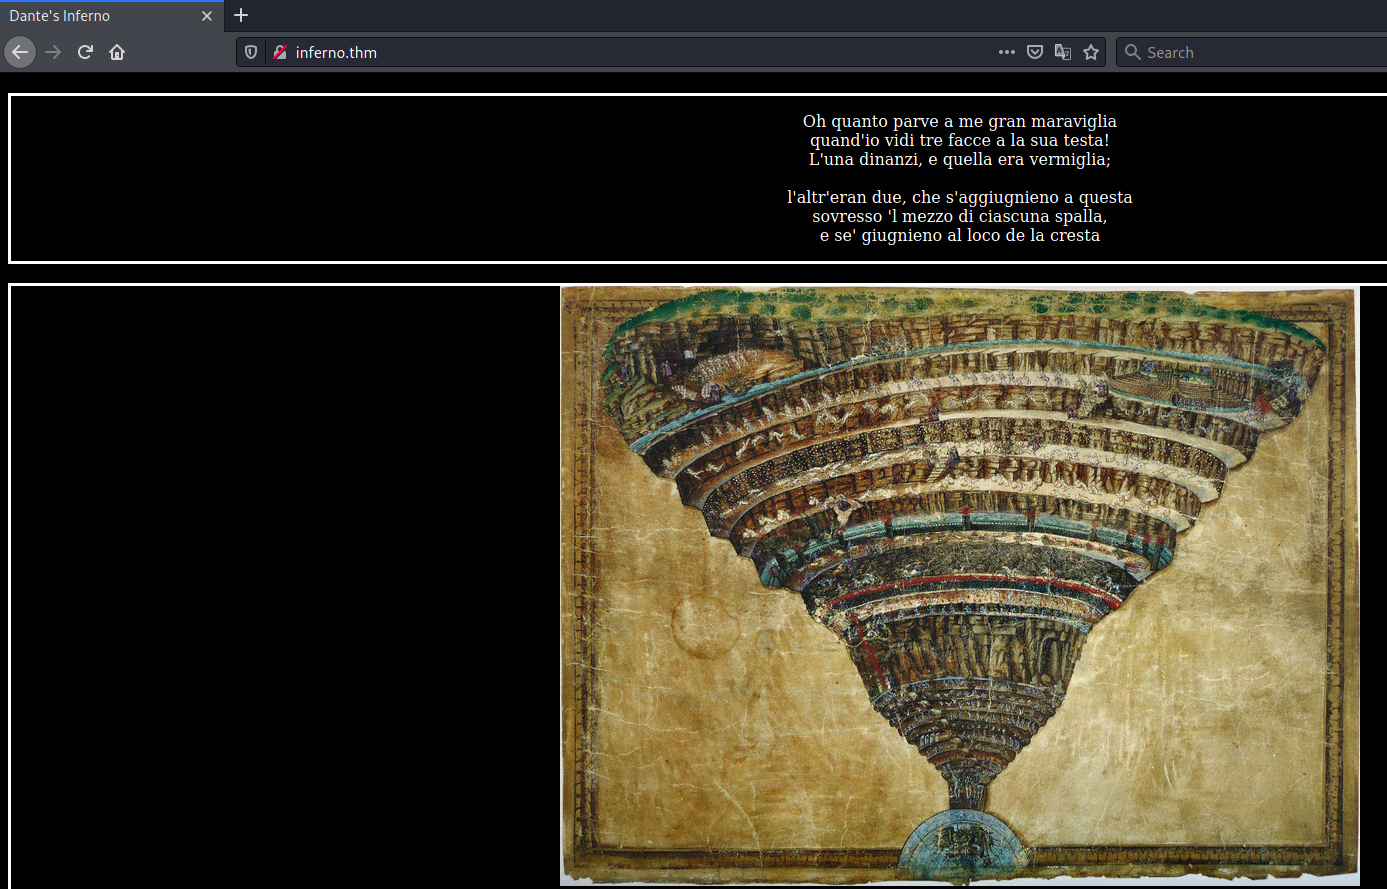 Dante's Inferno
inferno.thm
Search
Oh quanto parve a me gran maraviglia
quand'io vidi tre facce a la sua testa!
L'una dinanzi, e quella era vermiglia;
l'altr'eran due, che s'aggiugnieno a questa
sovresso 'l mezzo di ciascuna spalla,
e se' giugnieno al loco de la cresta